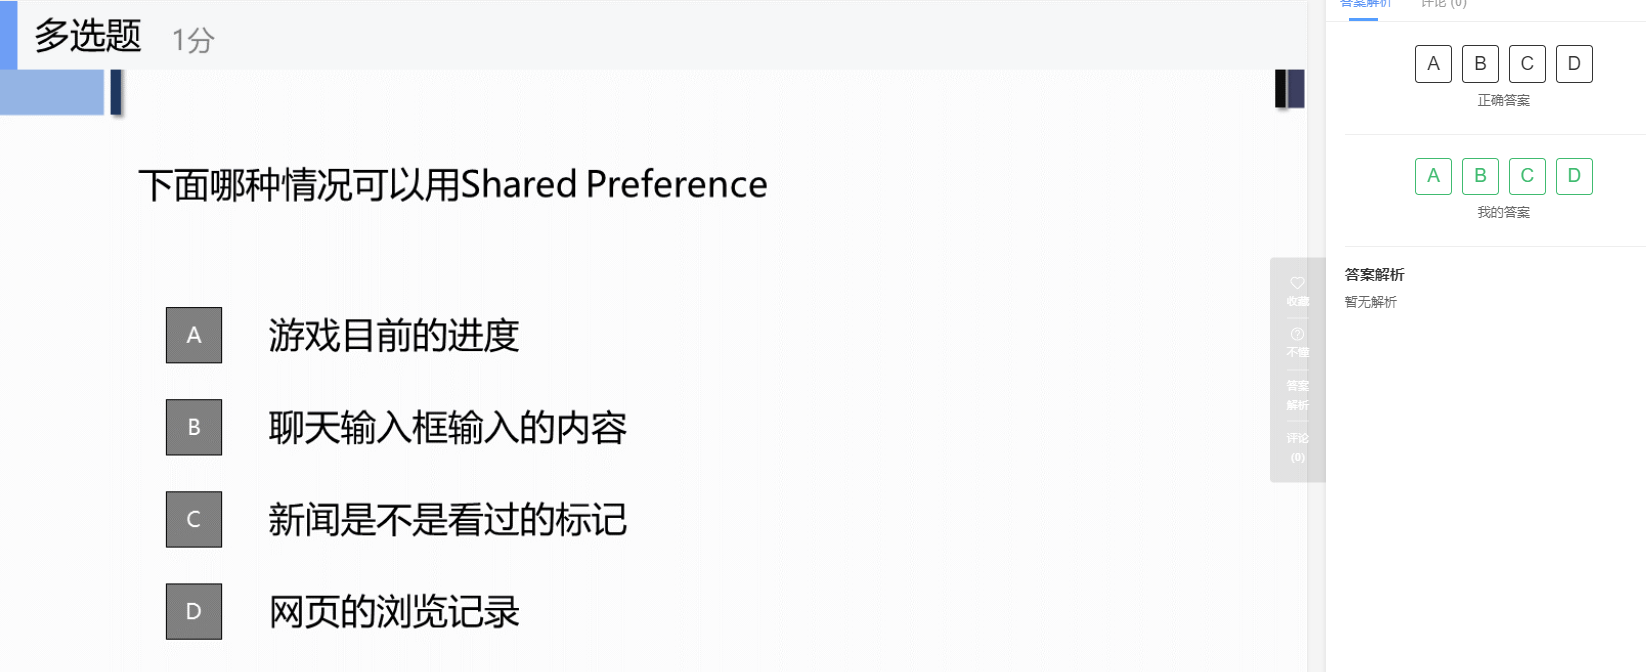 多选题 1分
下面哪种情况可以用Shared Preference
A 游戏目前的进度
B 聊天输入框输入的内容
C 新闻是不是看过的标记
D 网页的浏览记录
收藏
不懂
答案
解析
评论
(0)
答案解析 评论 (0)
A B C D
正确答案
A B C D
我的答案
答案解析
暂无解析